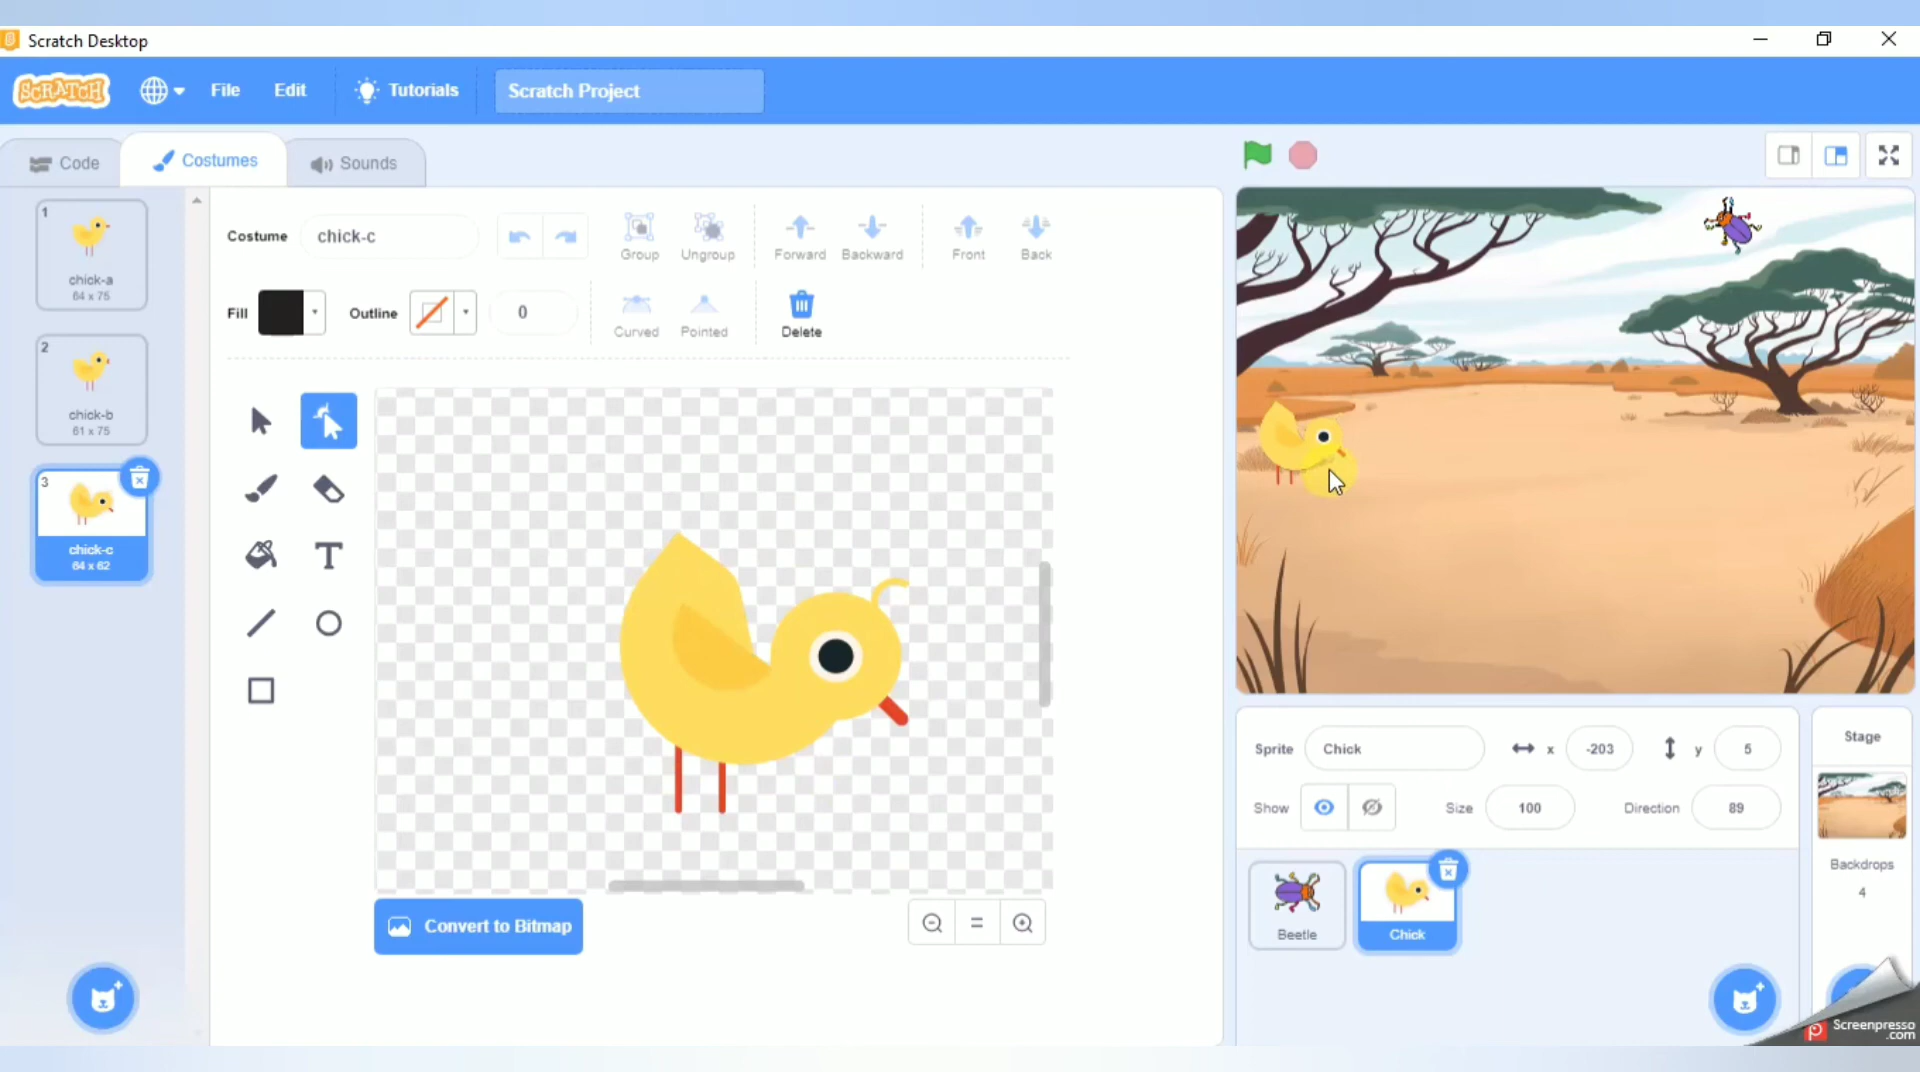 Scratch Desktop
SCRATCH
File
Edit
Tutorials
Scratch Project
Code
Costumes
Sounds
1
chick-a
64 x 75
2
chick-b
61 x 75
3
chick-c
64 x 62
Costume
chick-c
Group
Ungroup
Forward
Backward
Front
Back
Fill
Outline
0
Curved
Pointed
Delete
T
Convert to Bitmap
Sprite
Chick
x
-203
y
5
Show
Size
100
Direction
89
Beetle
Chick
Stage
Backdrops
4
Screenpresso
.com